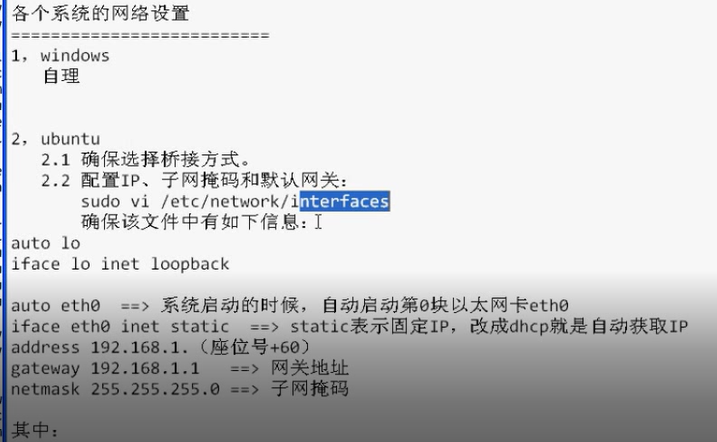 各个系统的网络设置
==========================
1，windows
自理
2，ubuntu
2.1 确保选择桥接方式。
2.2 配置IP、子网掩码和默认网关：
sudo vi /etc/network/interfaces
确保该文件中有如下信息：
auto lo
iface lo inet loopback
auto eth0 ==> 系统启动的时候，自动启动第0块以太网卡eth0
iface eth0 inet static ==> static表示固定IP，改成dhcp就是自动获取IP
address 192.168.1.（座位号+60）
gateway 192.168.1.1 ==> 网关地址
netmask 255.255.255.0 ==> 子网掩码
其中：